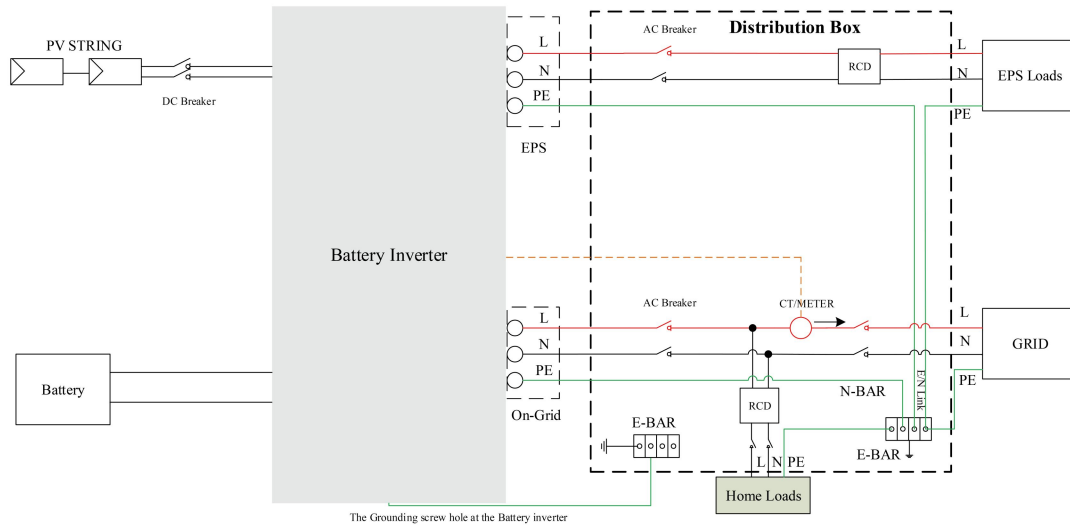 Distribution Box
PV STRING
DC Breaker
L
N
PE
EPS
AC Breaker
RCD
L
N
PE
EPS Loads
Battery Inverter
Battery
L
N
PE
On-Grid
AC Breaker
CT/METER
L
N
PE
GRID
N-BAR
E/N Link
RCD
E-BAR
E-BAR
L N PE
Home Loads
The Grounding screw hole at the Battery inverter